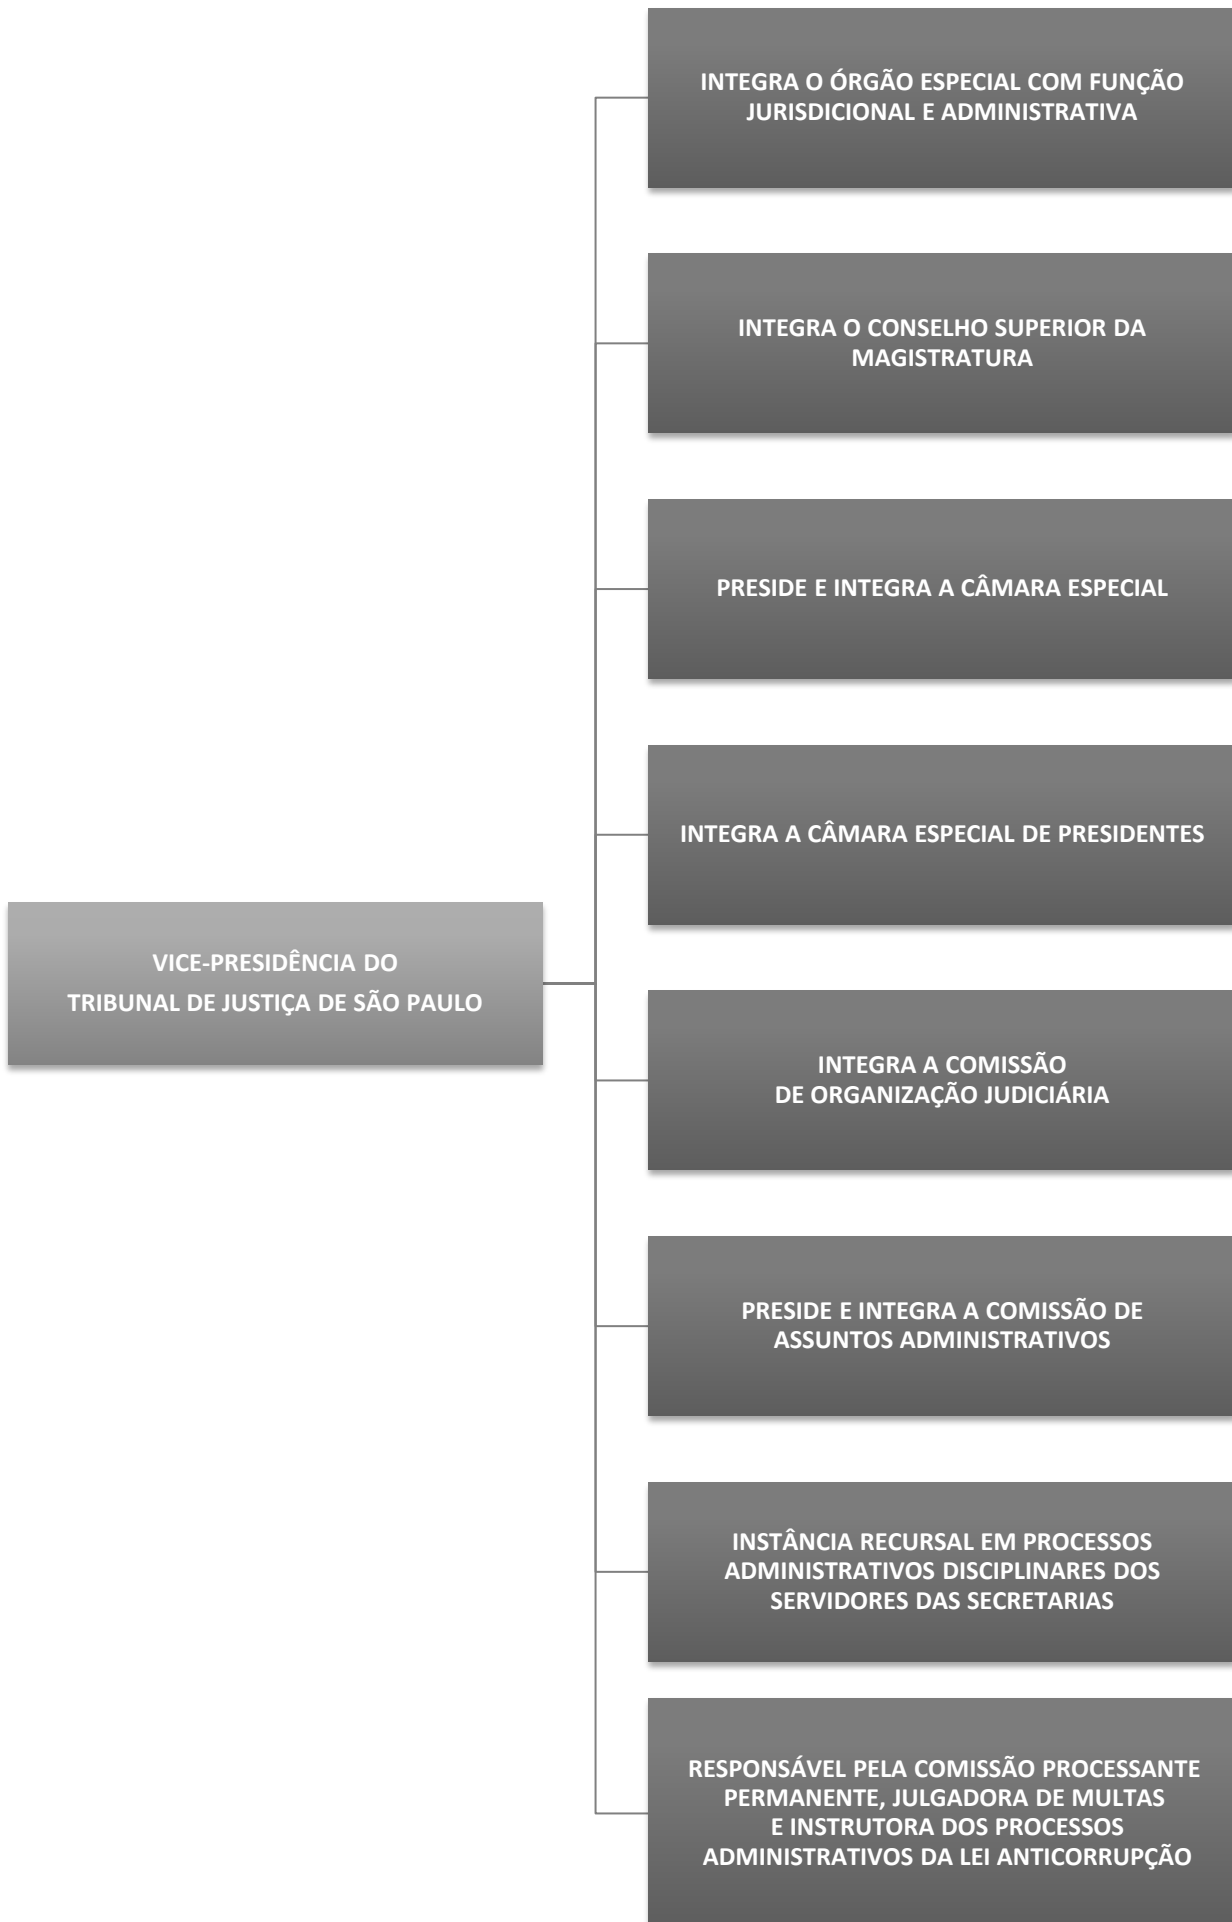 INTEGRA O ÓRGÃO ESPECIAL COM FUNÇÃO
JURISDICIONAL E ADMINISTRATIVA
INTEGRA O CONSELHO SUPERIOR DA
MAGISTRATURA
PRESIDE E INTEGRA A CÂMARA ESPECIAL
INTEGRA A CÂMARA ESPECIAL DE PRESIDENTES
VICE-PRESIDÊNCIA DO
TRIBUNAL DE JUSTIÇA DE SÃO PAULO
INTEGRA A COMISSÃO
DE ORGANIZAÇÃO JUDICIÁRIA
PRESIDE E INTEGRA A COMISSÃO DE
ASSUNTOS ADMINISTRATIVOS
INSTÂNCIA RECURSAL EM PROCESSOS
ADMINISTRATIVOS DISCIPLINARES DOS
SERVIDORES DAS SECRETARIAS
RESPONSÁVEL PELA COMISSÃO PROCESSANTE
PERMANENTE, JULGADORA DE MULTAS
E INSTRUTORA DOS PROCESSOS
ADMINISTRATIVOS DA LEI ANTICORRUPÇÃO